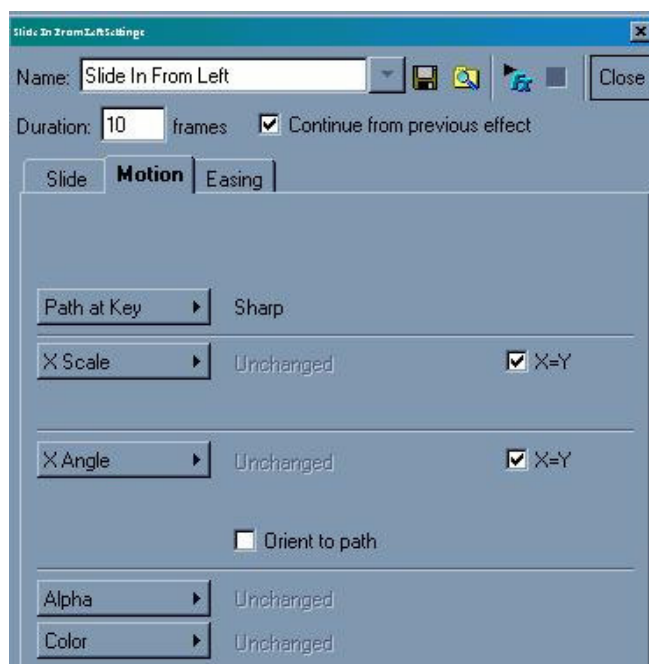 Slide In From Left Settings
Name: Slide In From Left Close
Duration: 10 frames Continue from previous effect
Slide Motion Easing
Path at Key Sharp
X Scale Unchanged X=Y
X Angle Unchanged X=Y
Orient to path
Alpha Unchanged
Color Unchanged